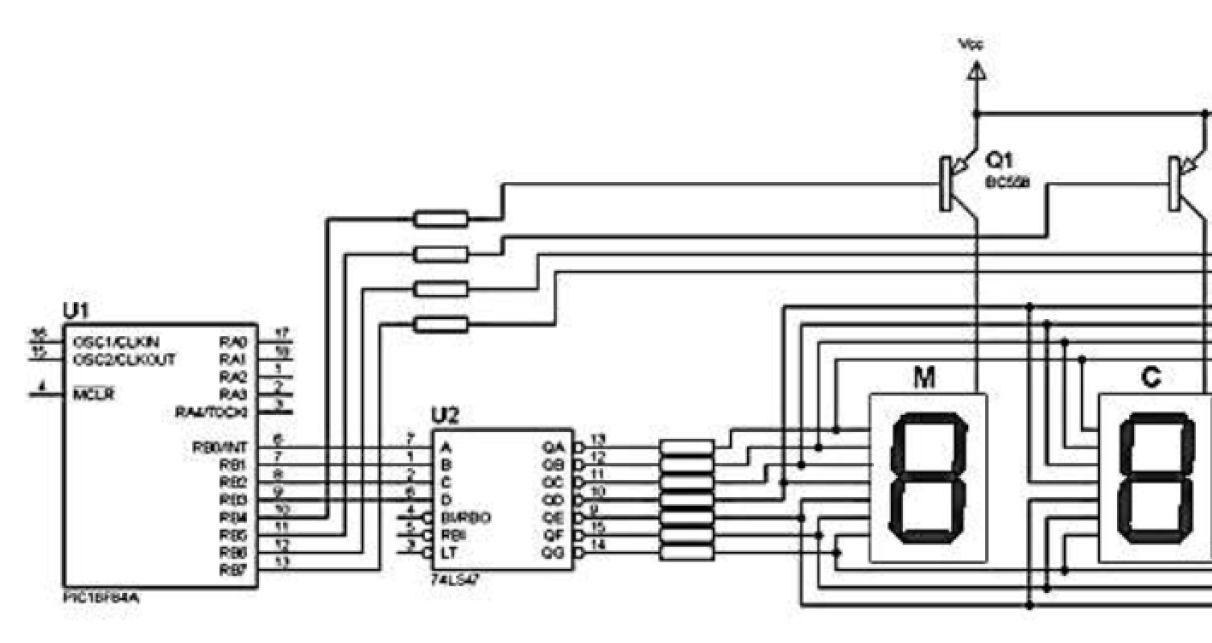 Vcc
Q1
BC558
U1
16 OSC1/CLKIN RA0 17
15 OSC2/CLKOUT RA1 18
RA2 1
4 MCLR RA3 2
RA4/T0CKI 3
RB0/INT 6
RB1 7
RB2 8
RB3 9
RB4 10
RB5 11
RB6 12
RB7 13
PIC16F84A
U2
7 A QA 13
1 B QB 12
2 C QC 11
6 D QD 10
4 BI/RBO QE 9
5 RBI QF 15
3 LT QG 14
74LS47
M
C